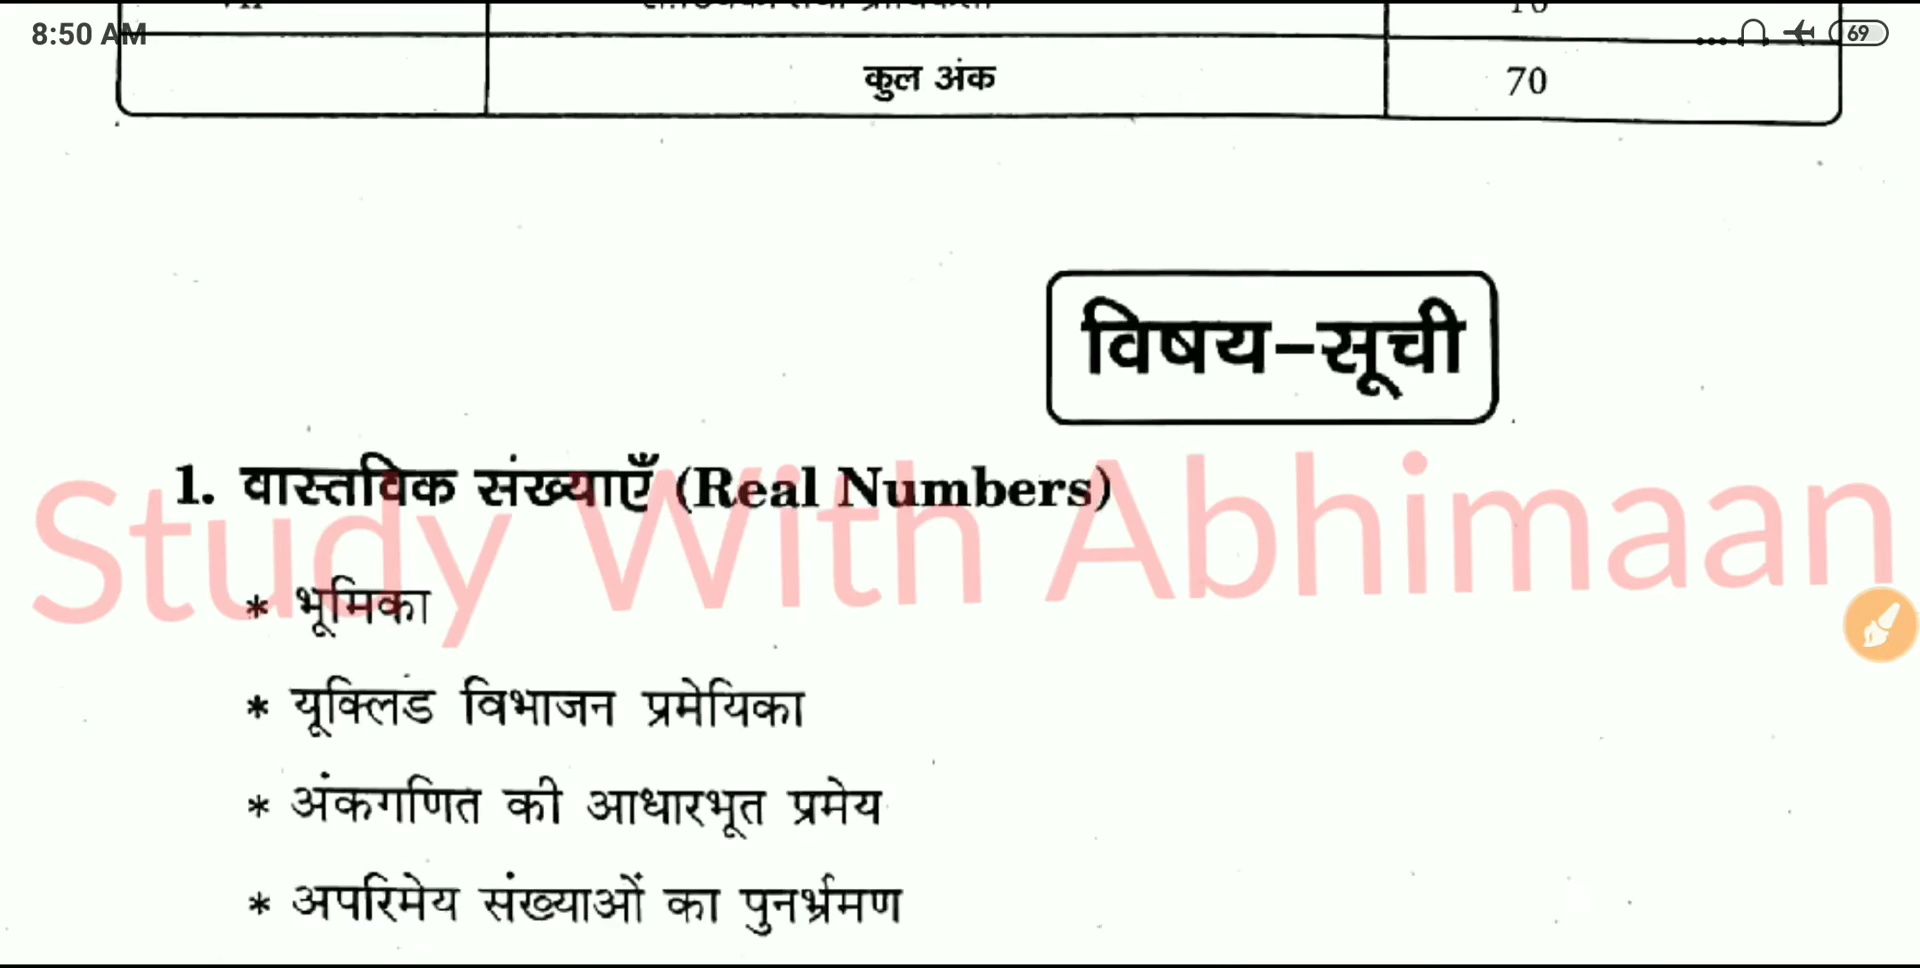 8:50 AM
69
कुल अंक 70
विषय-सूची
1. वास्तविक संख्याएँ (Real Numbers)
Study With Abhimaan
* भूमिका
* यूक्लिड विभाजन प्रमेयिका
* अंकगणित की आधारभूत प्रमेय
* अपरिमेय संख्याओं का पुनर्भ्रमण